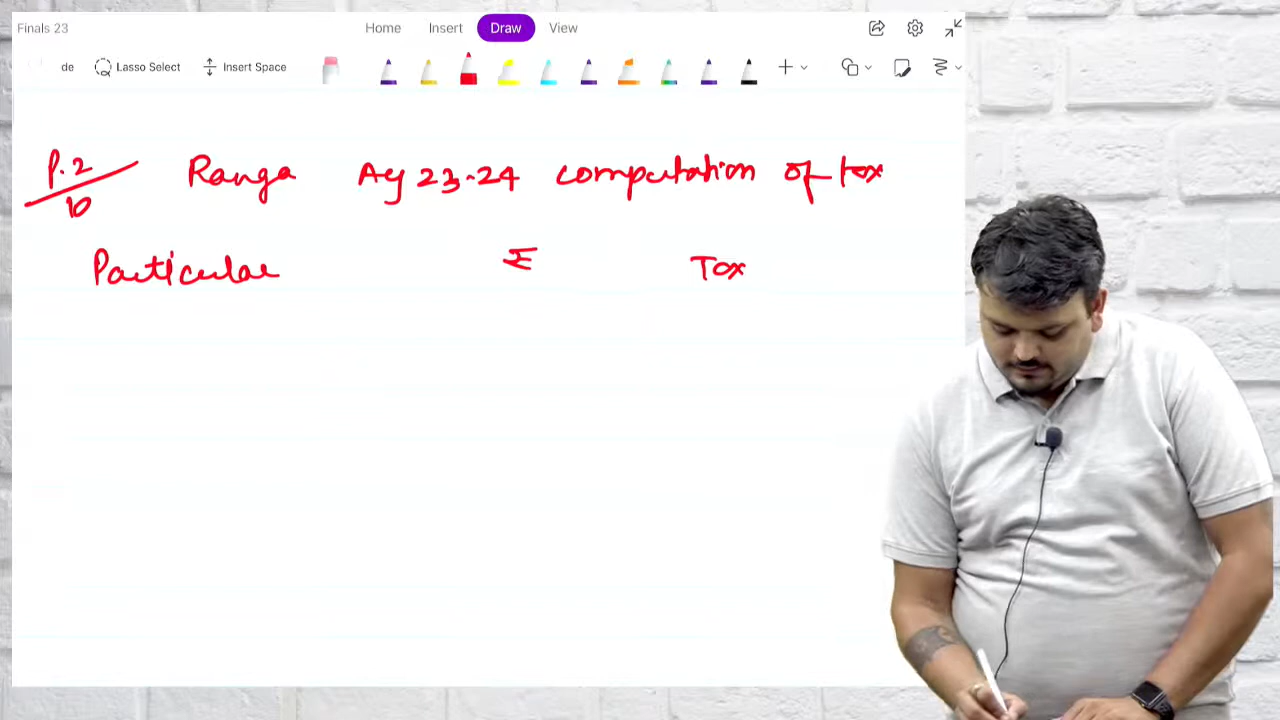 Finals 23
Home Insert Draw View
de Lasso Select Insert Space
P.2 Ranga Ay 23-24 computation of tax
10
Particular ₹ Tax